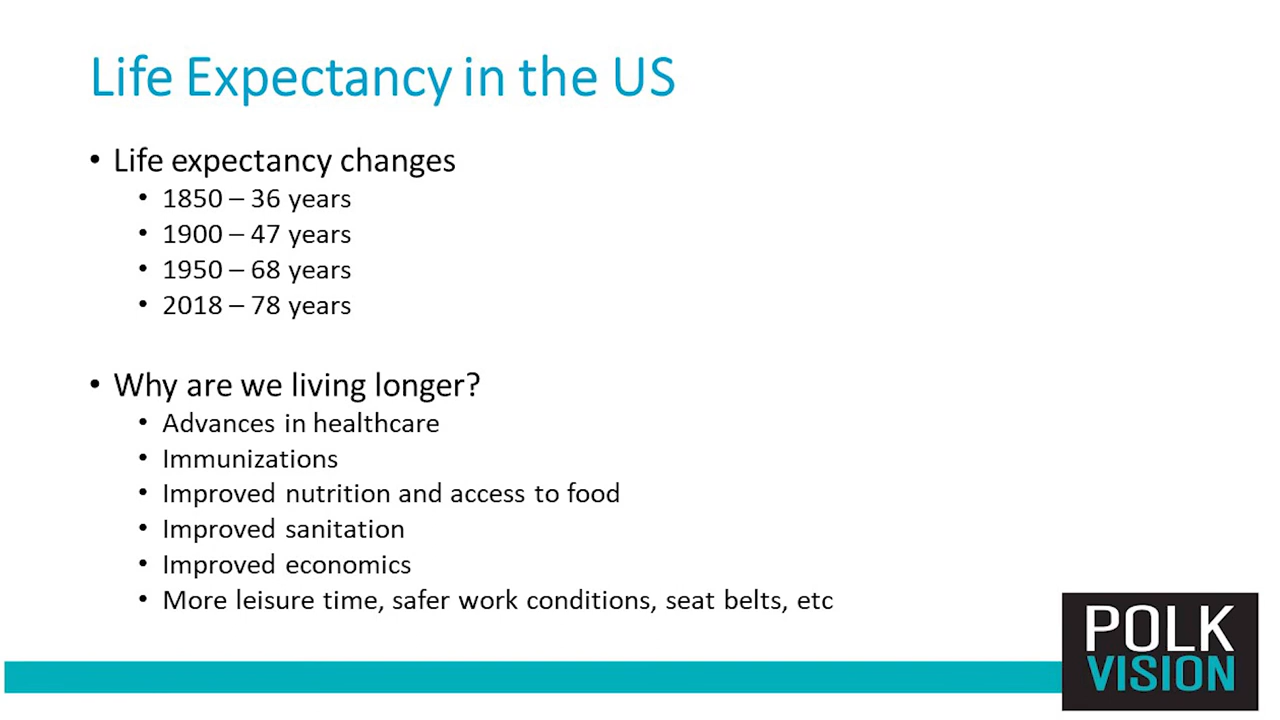 Life Expectancy in the US
• Life expectancy changes
• 1850 – 36 years
• 1900 – 47 years
• 1950 – 68 years
• 2018 – 78 years
• Why are we living longer?
• Advances in healthcare
• Immunizations
• Improved nutrition and access to food
• Improved sanitation
• Improved economics
• More leisure time, safer work conditions, seat belts, etc
POLK
VISION